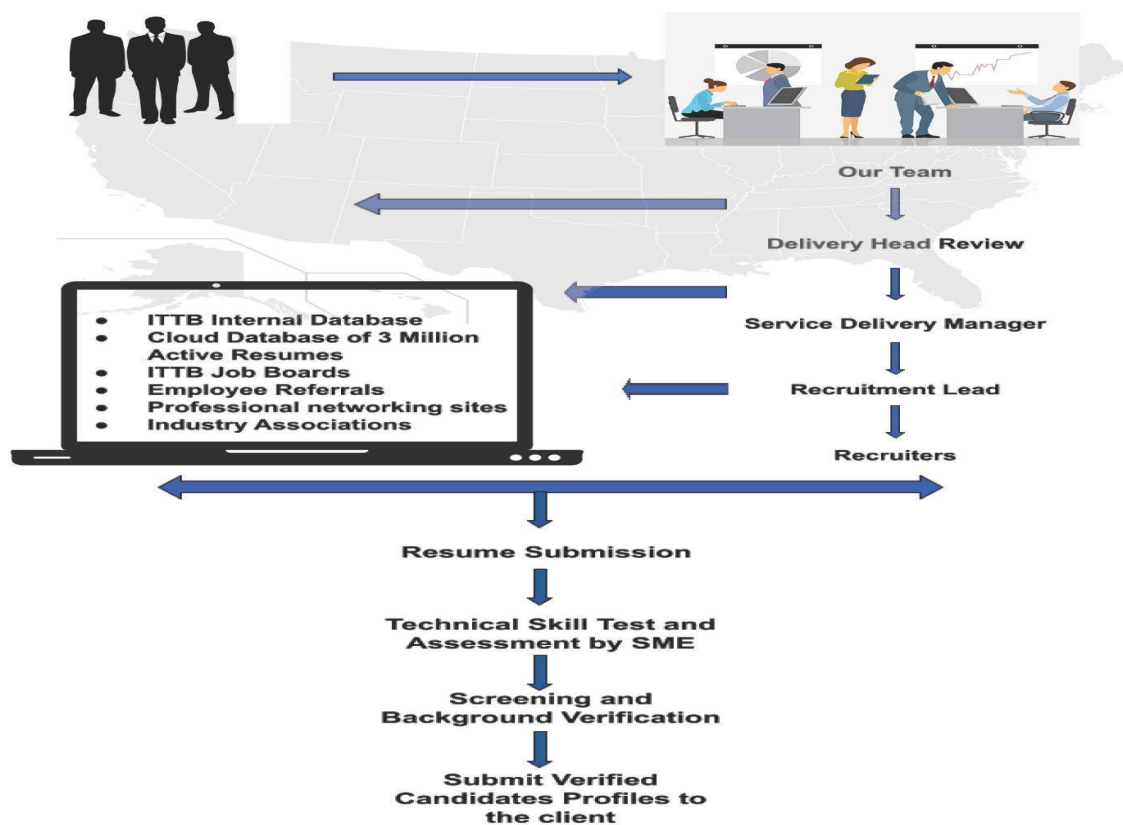 Our Team
Delivery Head Review
Service Delivery Manager
Recruitment Lead
Recruiters
• ITTB Internal Database
• Cloud Database of 3 Million
Active Resumes
• ITTB Job Boards
• Employee Referrals
• Professional networking sites
• Industry Associations
Resume Submission
Technical Skill Test and
Assessment by SME
Screening and
Background Verification
Submit Verified
Candidates Profiles to
the client